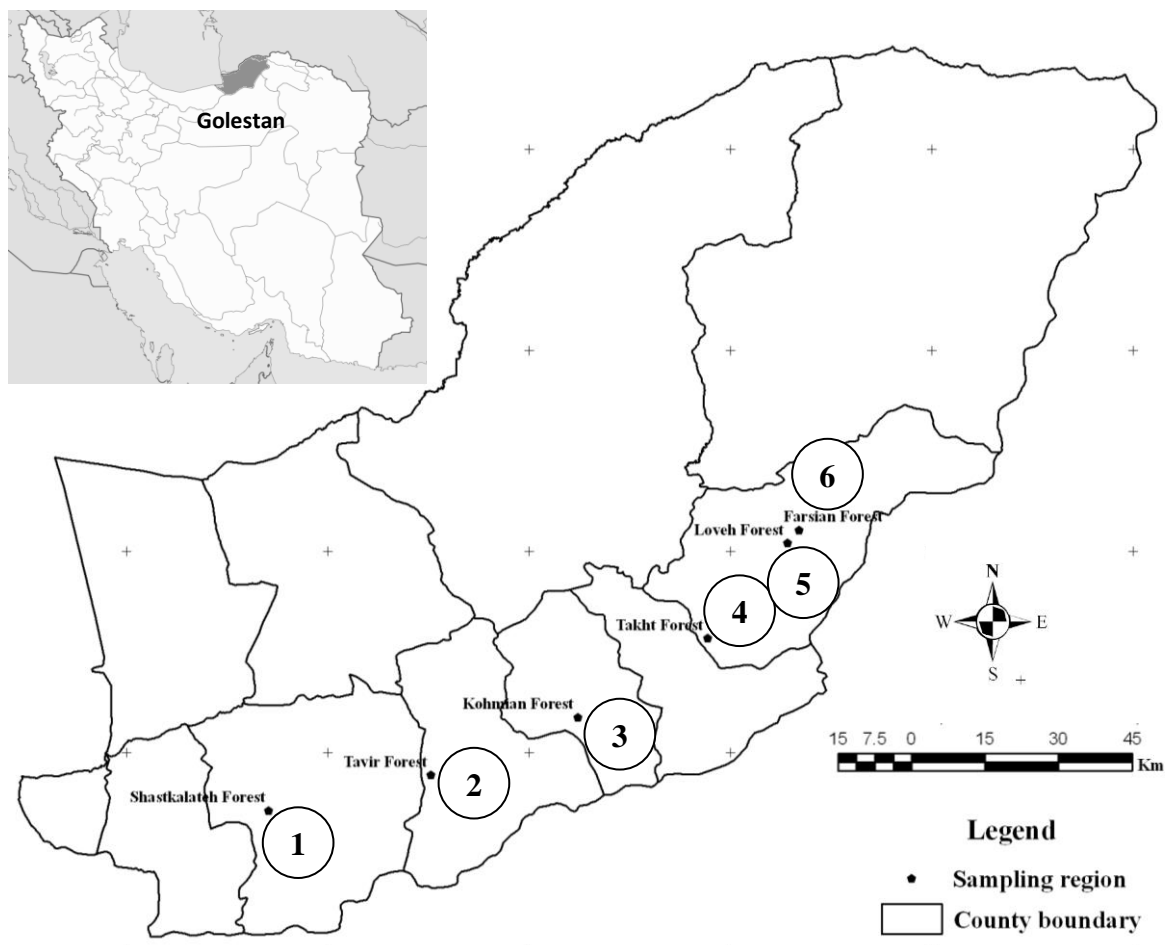 Golestan
6
Farsian Forest
Loveh Forest
5
4
Takht Forest
N
W E
S
Kohmian Forest
3
Tavir Forest
2
Shastkalateh Forest
1
15 7.5 0 15 30 45
Km
Legend
Sampling region
County boundary